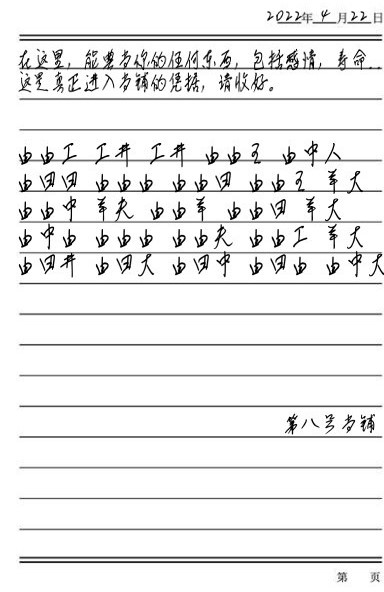 2022年4月22日
在这里，能典当你的任何东西，包括感情，寿命..
这是真正进入当铺的凭据，请收好。
由由工 工井 工井 由由王 由中人
由田田 由由由 由由田 由由王 羊大
由由中 羊夫 由由羊 由由田 羊大
由中由 由由由 由由夫 由由工 羊大
由田井 由田大 由田中 由田由 由中大
第八号当铺
第 页